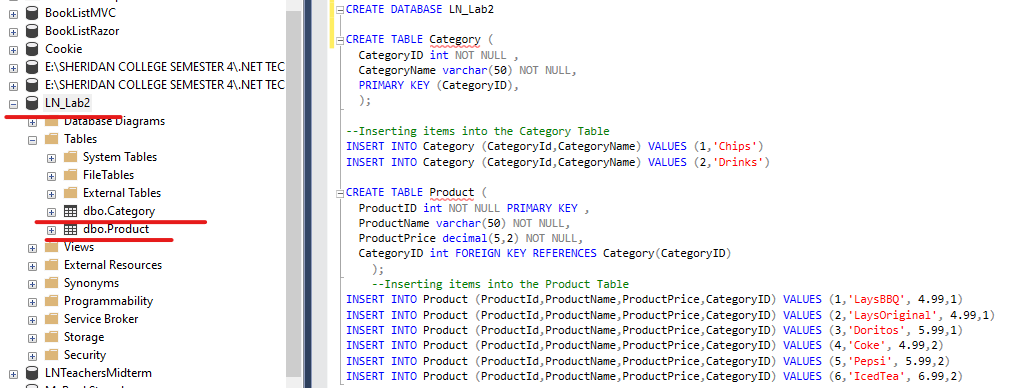 BookListMVC
BookListRazor
Cookie
E:\SHERIDAN COLLEGE SEMESTER 4\.NET TEC
E:\SHERIDAN COLLEGE SEMESTER 4\.NET TEC
LN_Lab2
Database Diagrams
Tables
System Tables
FileTables
External Tables
dbo.Category
dbo.Product
Views
External Resources
Synonyms
Programmability
Service Broker
Storage
Security
LNTeachersMidterm
CREATE DATABASE LN_Lab2
CREATE TABLE Category (
CategoryID int NOT NULL ,
CategoryName varchar(50) NOT NULL,
PRIMARY KEY (CategoryID),
);
--Inserting items into the Category Table
INSERT INTO Category (CategoryId,CategoryName) VALUES (1,'Chips')
INSERT INTO Category (CategoryId,CategoryName) VALUES (2,'Drinks')
CREATE TABLE Product (
ProductID int NOT NULL PRIMARY KEY ,
ProductName varchar(50) NOT NULL,
ProductPrice decimal(5,2) NOT NULL,
CategoryID int FOREIGN KEY REFERENCES Category(CategoryID)
);
--Inserting items into the Product Table
INSERT INTO Product (ProductId,ProductName,ProductPrice,CategoryID) VALUES (1,'LaysBBQ', 4.99,1)
INSERT INTO Product (ProductId,ProductName,ProductPrice,CategoryID) VALUES (2,'LaysOriginal', 4.99,1)
INSERT INTO Product (ProductId,ProductName,ProductPrice,CategoryID) VALUES (3,'Doritos', 5.99,1)
INSERT INTO Product (ProductId,ProductName,ProductPrice,CategoryID) VALUES (4,'Coke', 4.99,2)
INSERT INTO Product (ProductId,ProductName,ProductPrice,CategoryID) VALUES (5,'Pepsi', 5.99,2)
INSERT INTO Product (ProductId,ProductName,ProductPrice,CategoryID) VALUES (6,'IcedTea', 6.99,2)